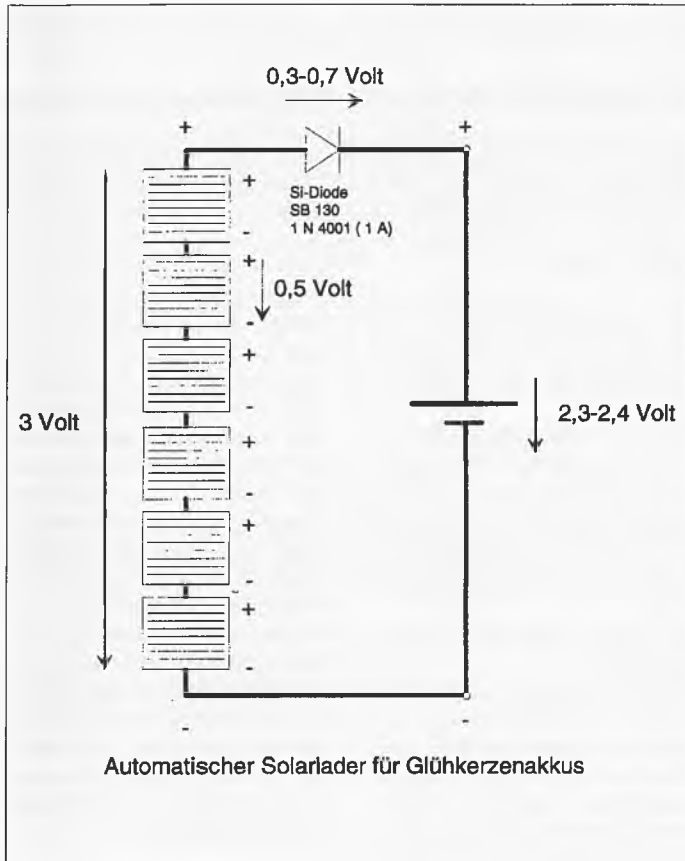 0,3-0,7 Volt
+
+
Si-Diode
SB 130
1 N 4001 ( 1 A)
+
-
+
0,5 Volt
-
+
-
3 Volt
2,3-2,4 Volt
+
-
+
-
+
-
-
-
Automatischer Solarlader für Glühkerzenakkus